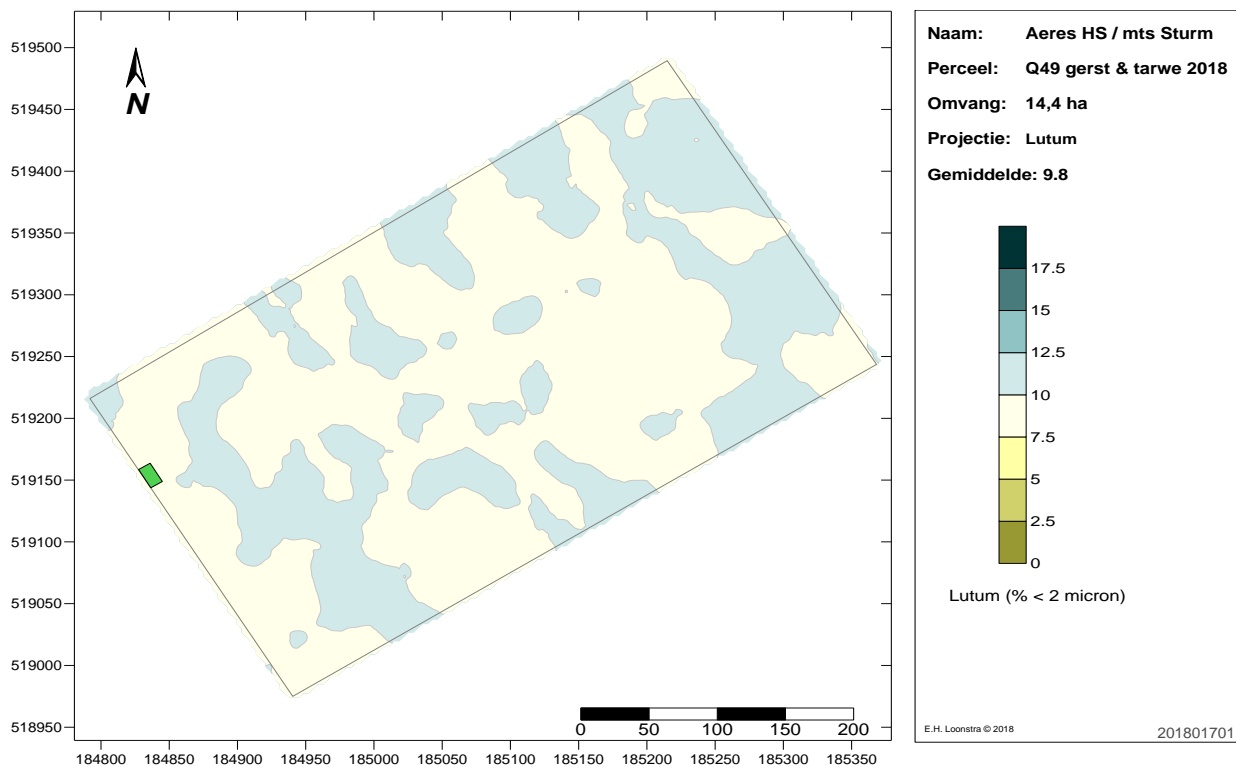 519500
519450
519400
519350
519300
519250
519200
519150
519100
519050
519000
518950
N
0 50 100 150 200
184800 184850 184900 184950 185000 185050 185100 185150 185200 185250 185300 185350
Naam: Aeres HS / mts Sturm
Perceel: Q49 gerst & tarwe 2018
Omvang: 14,4 ha
Projectie: Lutum
Gemiddelde: 9.8
17.5
15
12.5
10
7.5
5
2.5
0
Lutum (% < 2 micron)
E.H. Loonstra © 2018
201801701